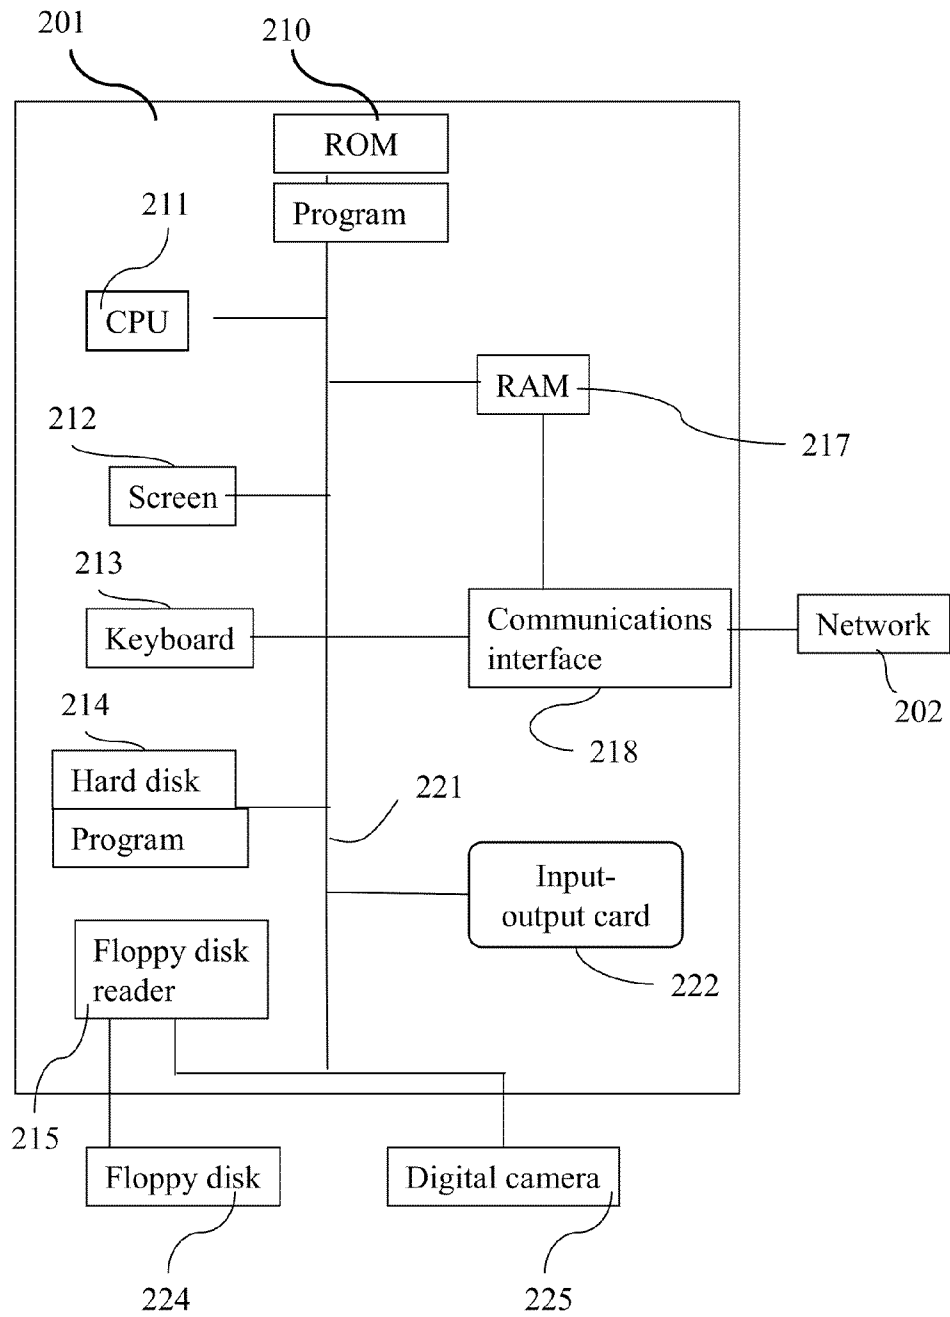 201
210
ROM
Program
211
CPU
RAM
217
212
Screen
213
Keyboard
Communications
interface
218
Network
202
214
Hard disk
Program
221
Input-
output card
222
Floppy disk
reader
215
Floppy disk
224
Digital camera
225